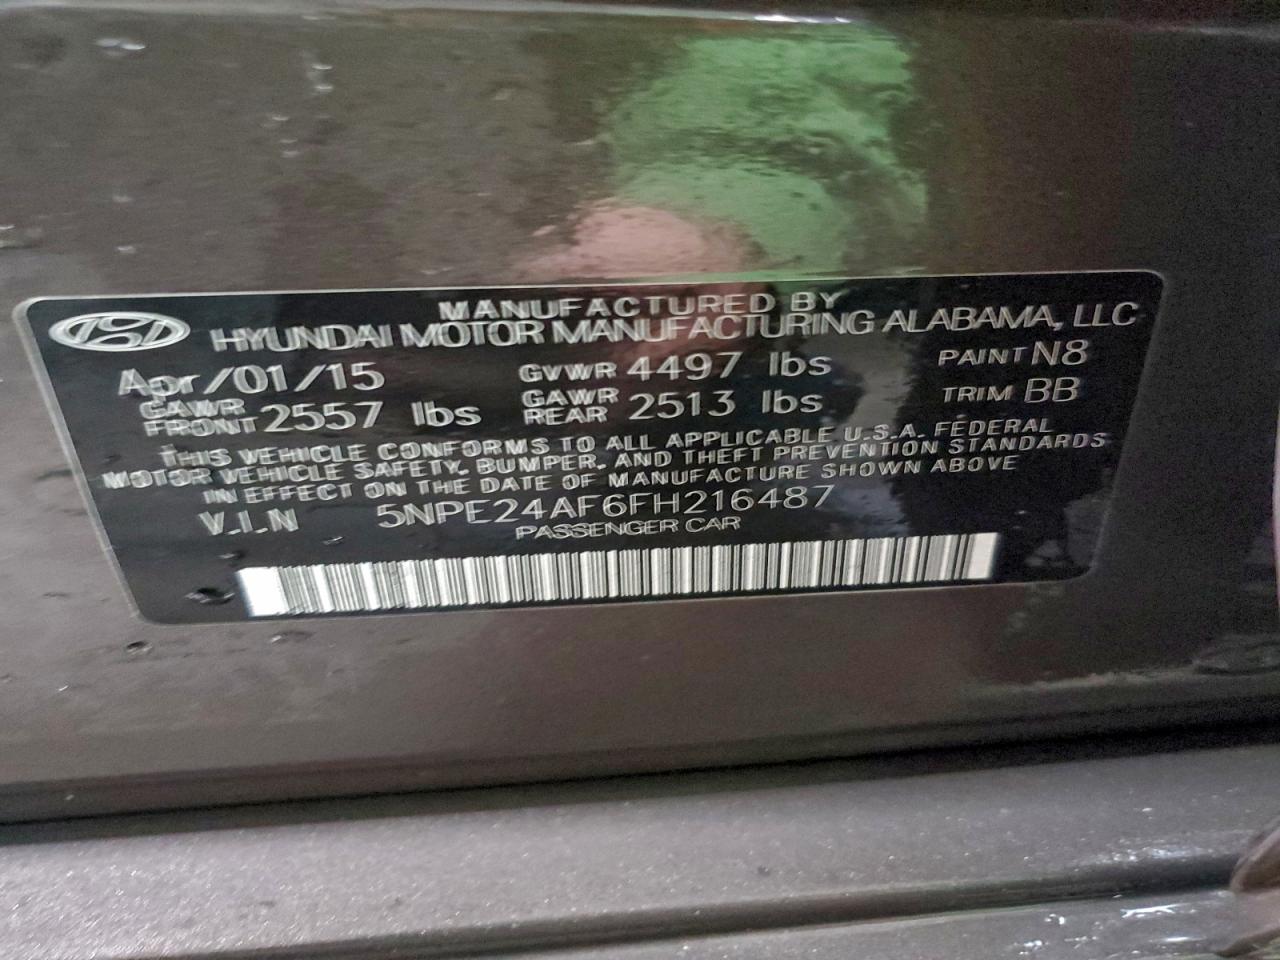 MANUFACTURED BY
HYUNDAI MOTOR MANUFACTURING ALABAMA, LLC
Apr/01/15 GVWR 4497 lbs PAINT N8
GAWR FRONT 2557 lbs GAWR REAR 2513 lbs TRIM BB
THIS VEHICLE CONFORMS TO ALL APPLICABLE U.S.A. FEDERAL
MOTOR VEHICLE SAFETY, BUMPER, AND THEFT PREVENTION STANDARDS
IN EFFECT ON THE DATE OF MANUFACTURE SHOWN ABOVE
V.I.N 5NPE24AF6FH216487
PASSENGER CAR